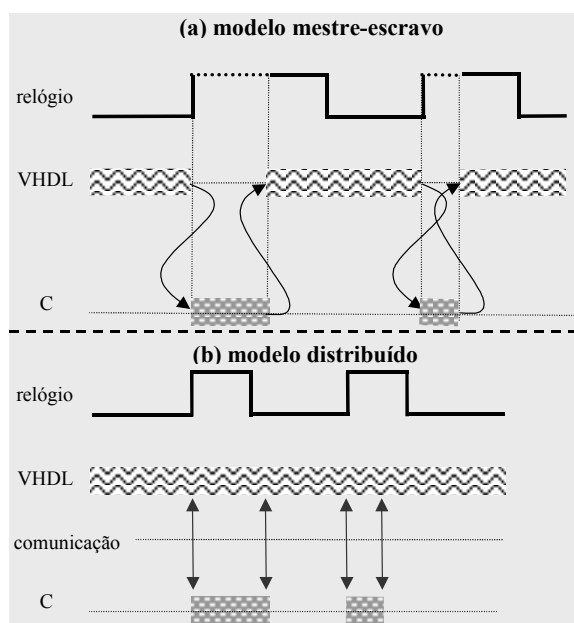 (a) modelo mestre-escravo
relógio
VHDL
C
(b) modelo distribuído
relógio
VHDL
comunicação
C